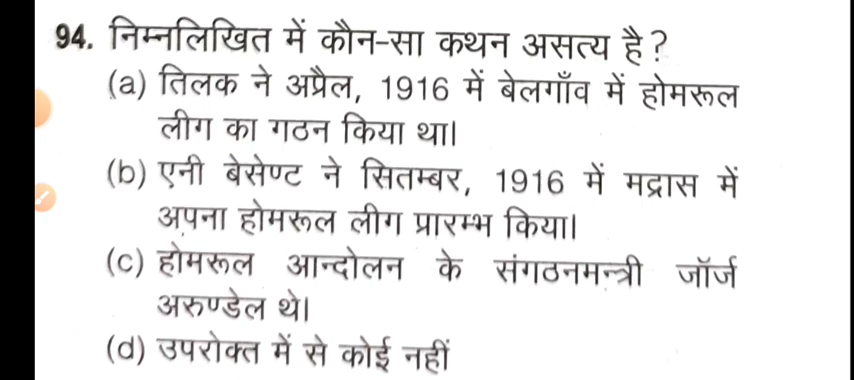 94. निम्नलिखित में कौन-सा कथन असत्य है?
(a) तिलक ने अप्रैल, 1916 में बेलगाँव में होमरूल
लीग का गठन किया था।
(b) एनी बेसेण्ट ने सितम्बर, 1916 में मद्रास में
अपना होमरूल लीग प्रारम्भ किया।
(c) होमरूल आन्दोलन के संगठनमन्त्री जॉर्ज
अरुण्डेल थे।
(d) उपरोक्त में से कोई नहीं